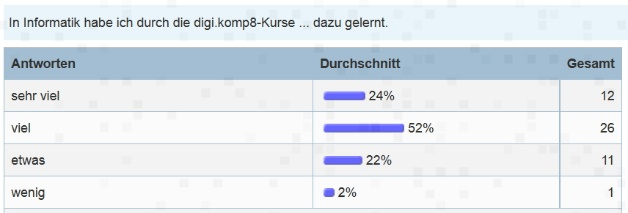 In Informatik habe ich durch die digi.komp8-Kurse ... dazu gelernt.
Antworten Durchschnitt Gesamt
sehr viel 24% 12
viel 52% 26
etwas 22% 11
wenig 2% 1